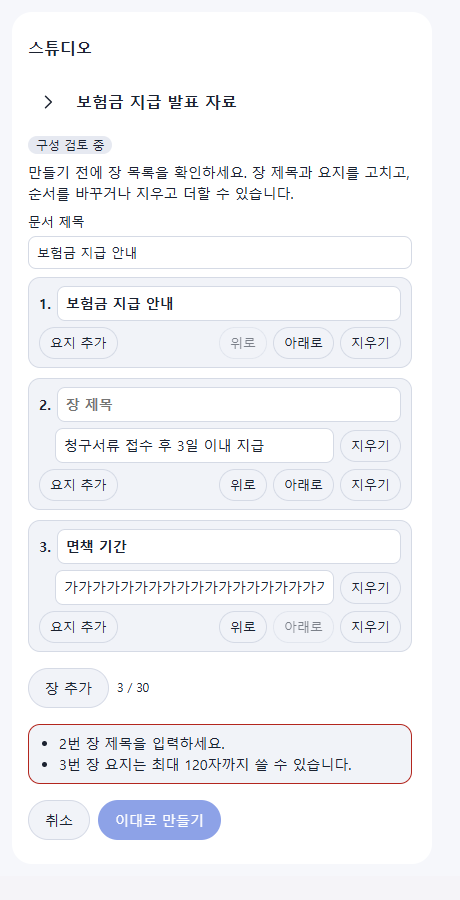 스튜디오
보험금 지급 발표 자료
구성 검토 중
만들기 전에 장 목록을 확인하세요. 장 제목과 요지를 고치고,
순서를 바꾸거나 지우고 더할 수 있습니다.
문서 제목
보험금 지급 안내
1. 보험금 지급 안내
요지 추가 위로 아래로 지우기
2. 장 제목
청구서류 접수 후 3일 이내 지급 지우기
요지 추가 위로 아래로 지우기
3. 면책 기간
가가가가가가가가가가가가가가가가가가가 지우기
요지 추가 위로 아래로 지우기
장 추가 3 / 30
2번 장 제목을 입력하세요.
3번 장 요지는 최대 120자까지 쓸 수 있습니다.
취소 이대로 만들기